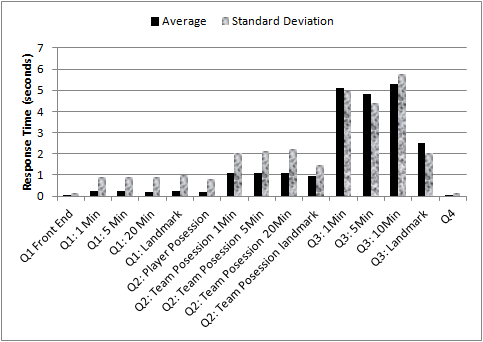 Average Standard Deviation
Response Time (seconds)
7
6
5
4
3
2
1
0
Q1 Front End
Q1: 1 Min
Q1: 5 Min
Q1: 20 Min
Q1: Landmark
Q2: Player Posession
Q2: Team Posession 1Min
Q2: Team Posession 5Min
Q2: Team Posession 20Min
Q2: Team Posession landmark
Q3: 1Min
Q3: 5Min
Q3: 10Min
Q3: Landmark
Q4